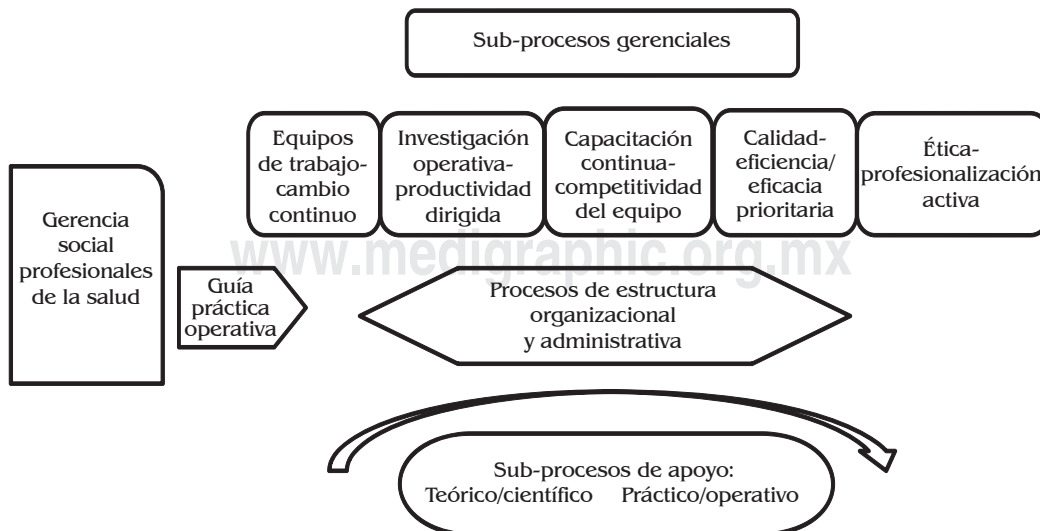 Sub-procesos gerenciales
Equipos
de trabajo-
cambio
continuo
Investigación
operativa-
productividad
dirigida
Capacitación
continua-
competitividad
del equipo
Calidad-
eficiencia/
eficacia
prioritaria
Ética-
profesionalización
activa
Gerencia
social
profesionales
de la salud
www.medigraphic.org.mx
Guía
práctica
operativa
Procesos de estructura
organizacional
y administrativa
Sub-procesos de apoyo:
Teórico/científico Práctico/operativo